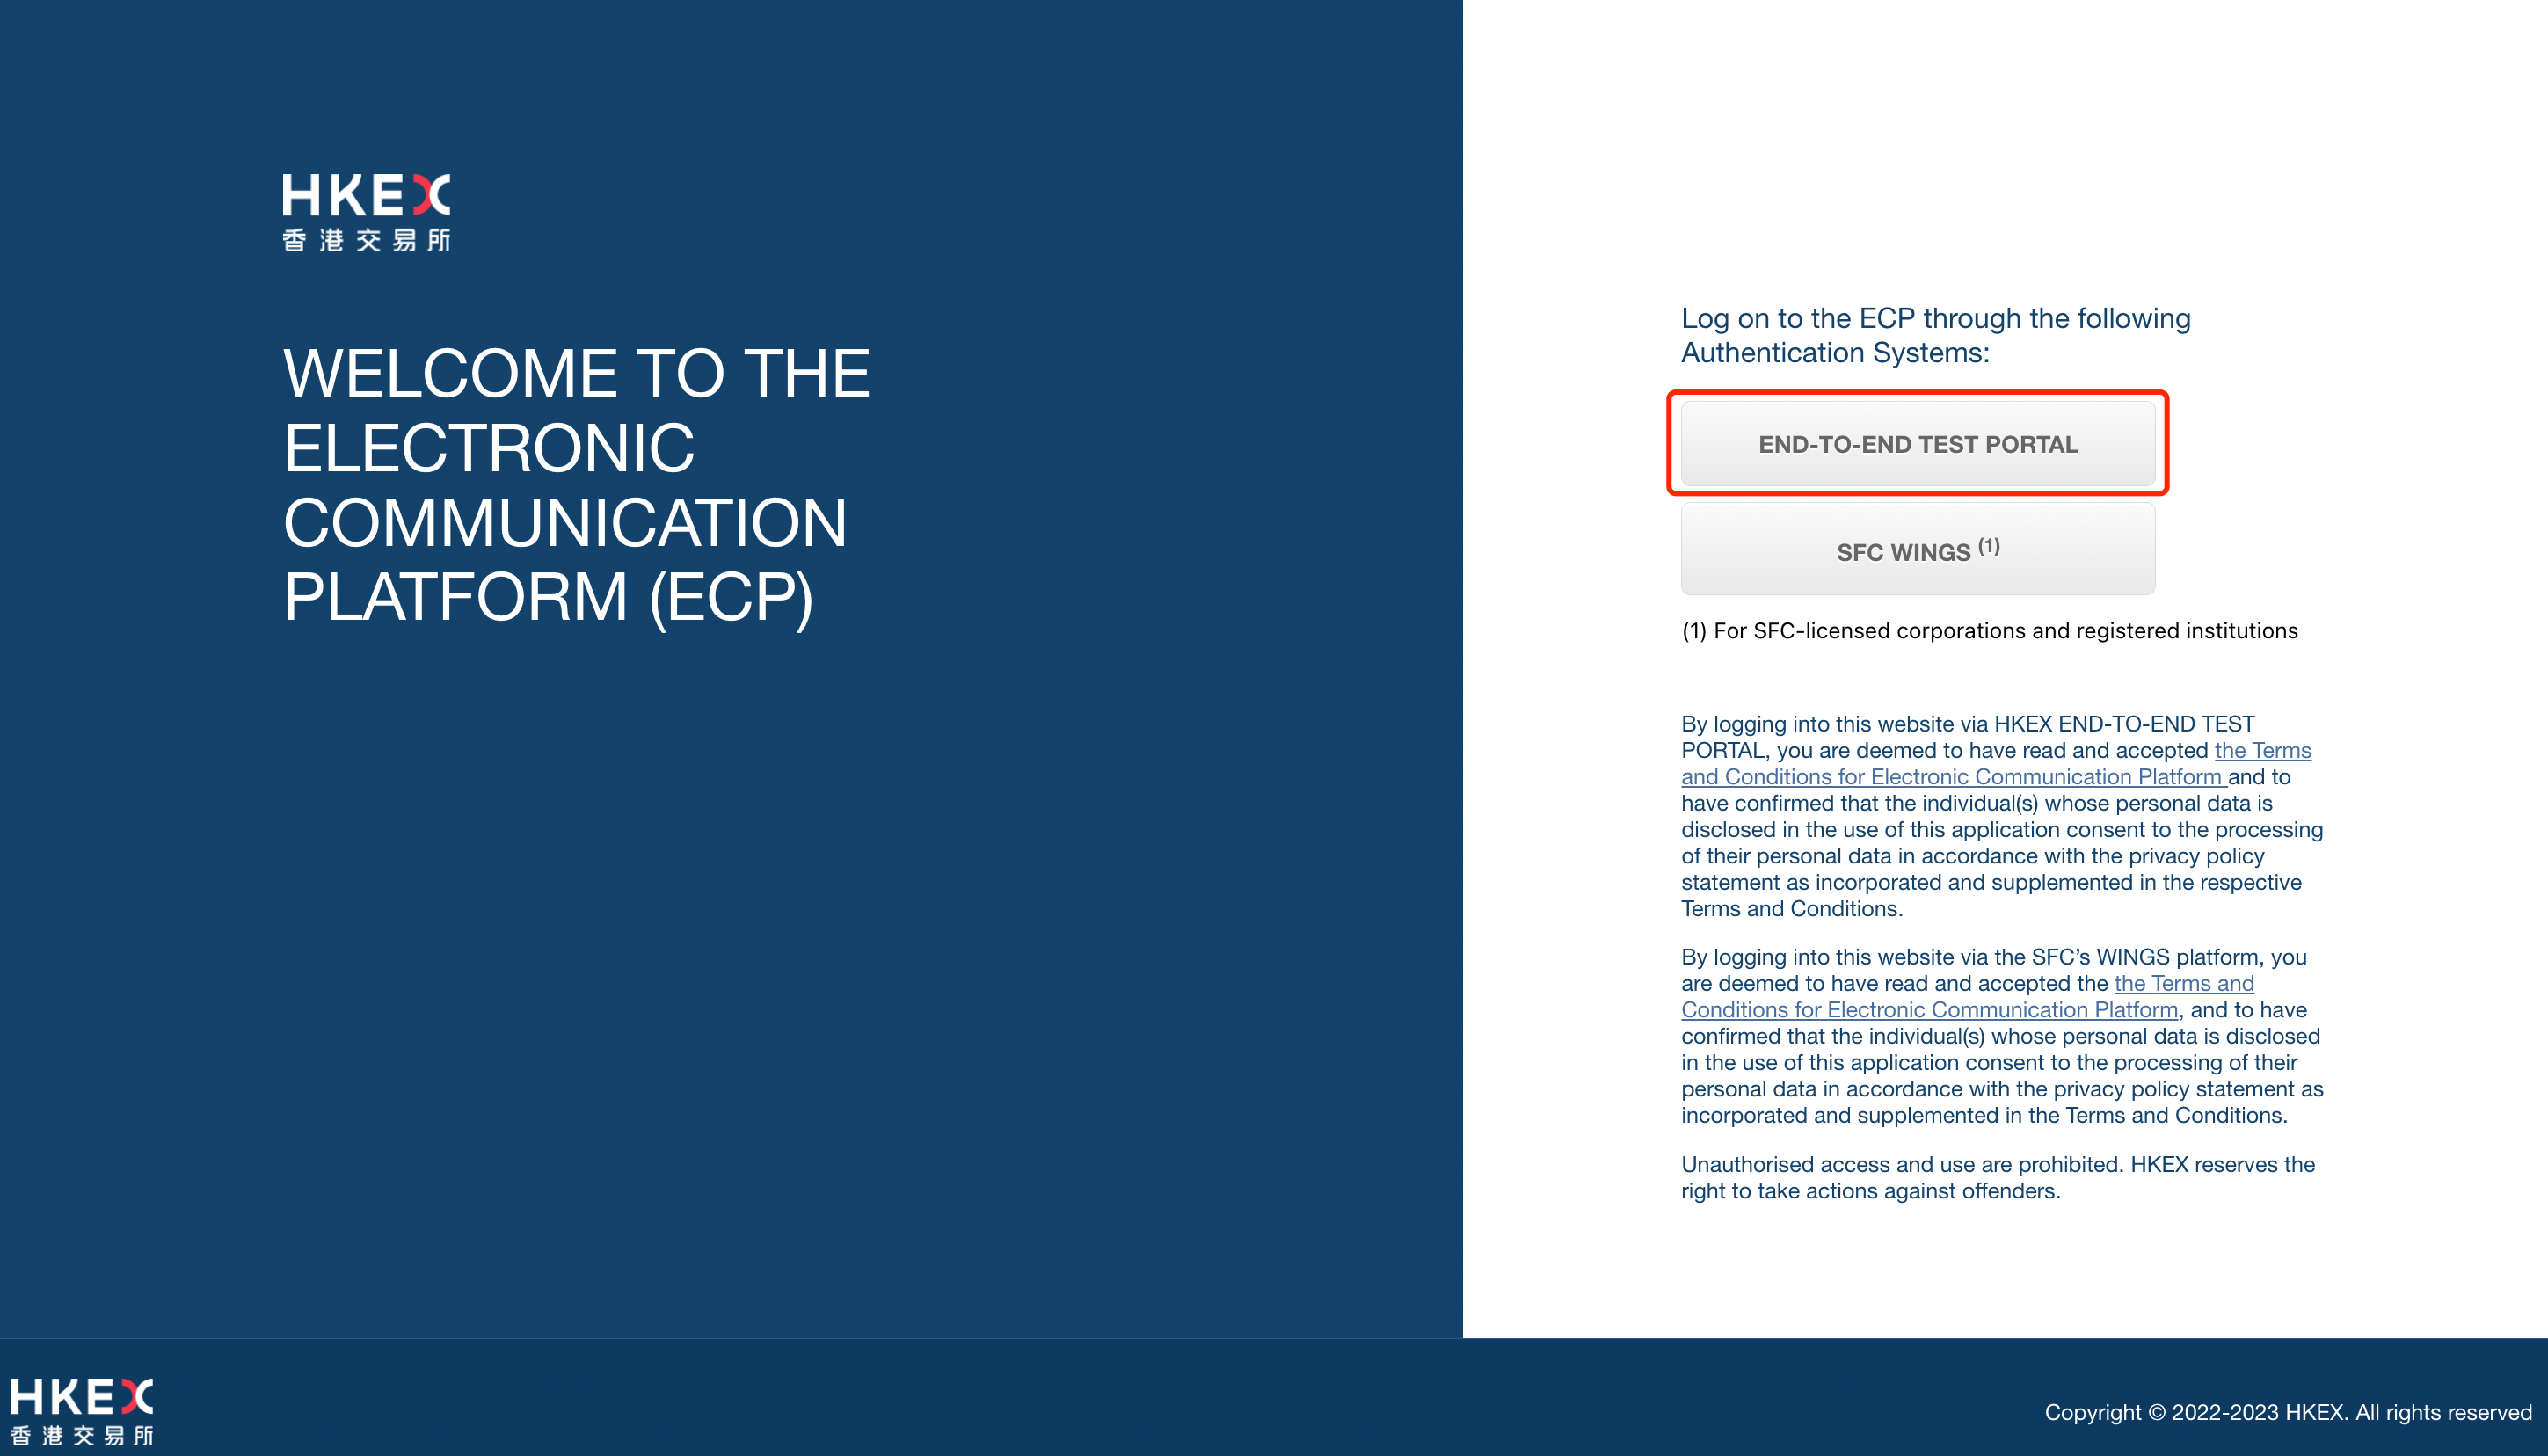 HKEX
香港交易所
WELCOME TO THE
ELECTRONIC
COMMUNICATION
PLATFORM (ECP)
Log on to the ECP through the following
Authentication Systems:
END-TO-END TEST PORTAL
SFC WINGS (1)
(1) For SFC-licensed corporations and registered institutions
By logging into this website via HKEX END-TO-END TEST
PORTAL, you are deemed to have read and accepted the Terms
and Conditions for Electronic Communication Platform and to
have confirmed that the individual(s) whose personal data is
disclosed in the use of this application consent to the processing
of their personal data in accordance with the privacy policy
statement as incorporated and supplemented in the respective
Terms and Conditions.
By logging into this website via the SFC’s WINGS platform, you
are deemed to have read and accepted the the Terms and
Conditions for Electronic Communication Platform, and to have
confirmed that the individual(s) whose personal data is disclosed
in the use of this application consent to the processing of their
personal data in accordance with the privacy policy statement as
incorporated and supplemented in the Terms and Conditions.
Unauthorised access and use are prohibited. HKEX reserves the
right to take actions against offenders.
HKEX
香港交易所
Copyright © 2022-2023 HKEX. All rights reserved